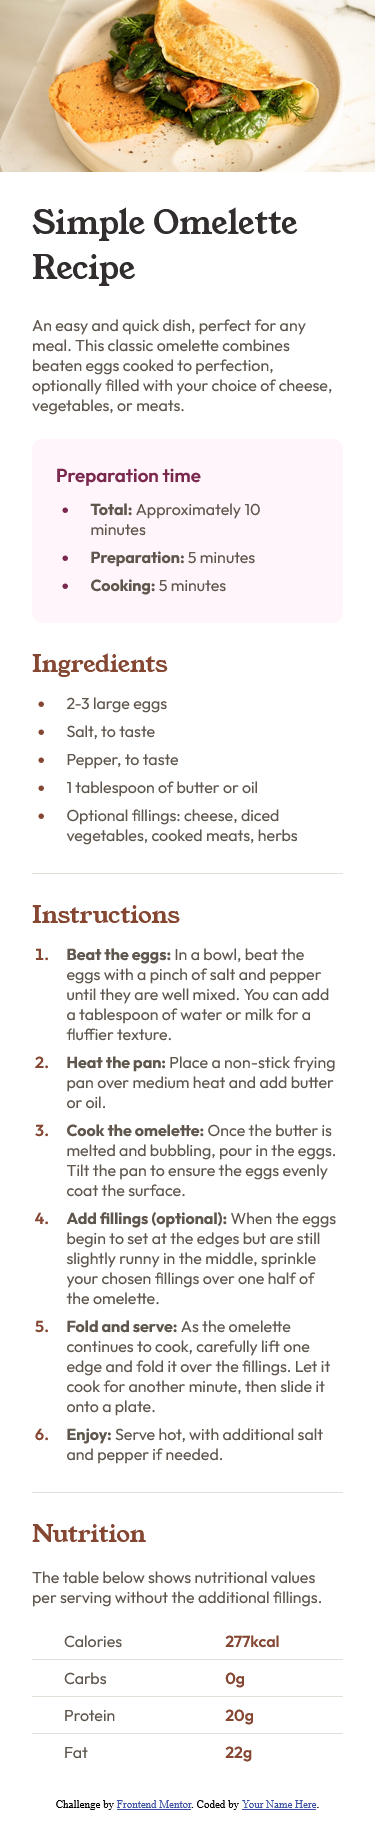 Simple Omelette
Recipe
An easy and quick dish, perfect for any
meal. This classic omelette combines
beaten eggs cooked to perfection,
optionally filled with your choice of cheese,
vegetables, or meats.
Preparation time
• Total: Approximately 10
minutes
• Preparation: 5 minutes
• Cooking: 5 minutes
Ingredients
• 2-3 large eggs
• Salt, to taste
• Pepper, to taste
• 1 tablespoon of butter or oil
• Optional fillings: cheese, diced
vegetables, cooked meats, herbs
Instructions
1. Beat the eggs: In a bowl, beat the
eggs with a pinch of salt and pepper
until they are well mixed. You can add
a tablespoon of water or milk for a
fluffier texture.
2. Heat the pan: Place a non-stick frying
pan over medium heat and add butter
or oil.
3. Cook the omelette: Once the butter is
melted and bubbling, pour in the eggs.
Tilt the pan to ensure the eggs evenly
coat the surface.
4. Add fillings (optional): When the eggs
begin to set at the edges but are still
slightly runny in the middle, sprinkle
your chosen fillings over one half of
the omelette.
5. Fold and serve: As the omelette
continues to cook, carefully lift one
edge and fold it over the fillings. Let it
cook for another minute, then slide it
onto a plate.
6. Enjoy: Serve hot, with additional salt
and pepper if needed.
Nutrition
The table below shows nutritional values
per serving without the additional fillings.
Calories 277kcal
Carbs 0g
Protein 20g
Fat 22g
Challenge by Frontend Mentor. Coded by Your Name Here.